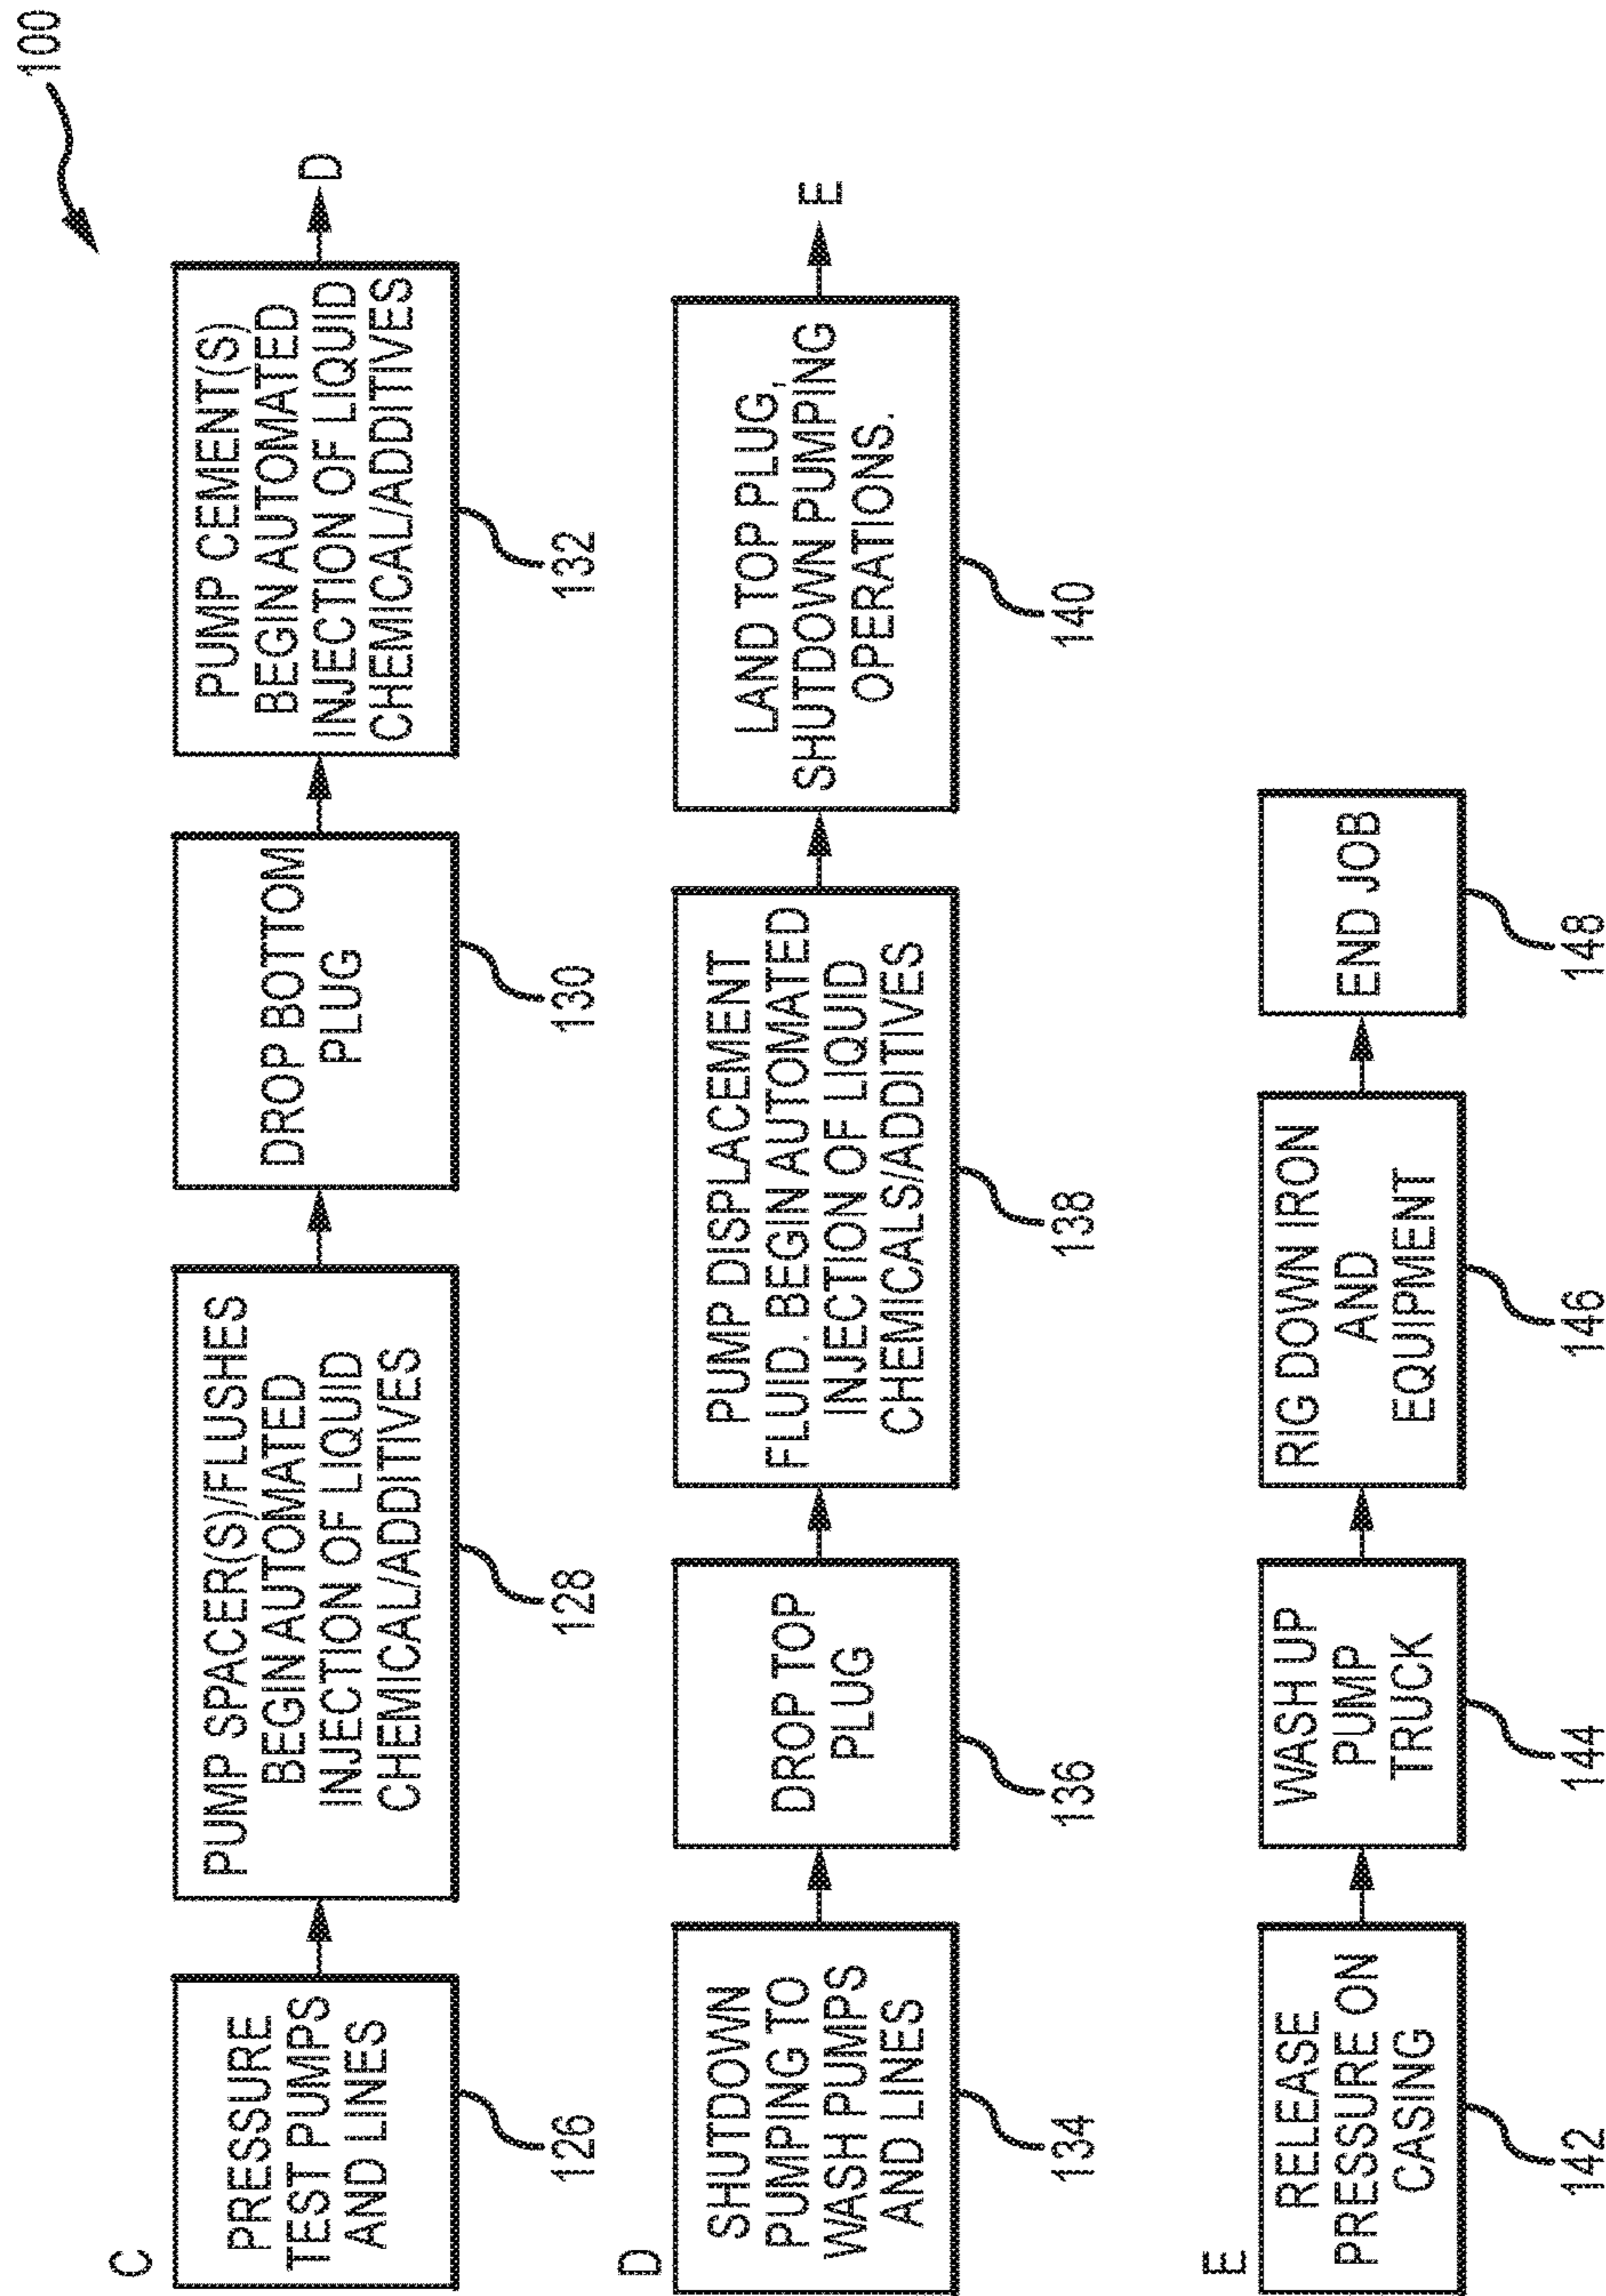 100
C
PRESSURE
TEST PUMPS
AND LINES
126
PUMP SPACER(S)/FLUSHES
BEGIN AUTOMATED
INJECTION OF LIQUID
CHEMICAL/ADDITIVES
128
DROP BOTTOM
PLUG
130
PUMP CEMENT(S)
BEGIN AUTOMATED
INJECTION OF LIQUID
CHEMICAL/ADDITIVES
132
D
D
SHUTDOWN
PUMPING TO
WASH PUMPS
AND LINES
134
DROP TOP
PLUG
136
PUMP DISPLACEMENT
FLUID. BEGIN AUTOMATED
INJECTION OF LIQUID
CHEMICALS/ADDITIVES
138
LAND TOP PLUG,
SHUTDOWN PUMPING
OPERATIONS.
140
E
E
RELEASE
PRESSURE ON
CASING
142
WASH UP
PUMP
TRUCK
144
RIG DOWN IRON
AND
EQUIPMENT
146
END JOB
148